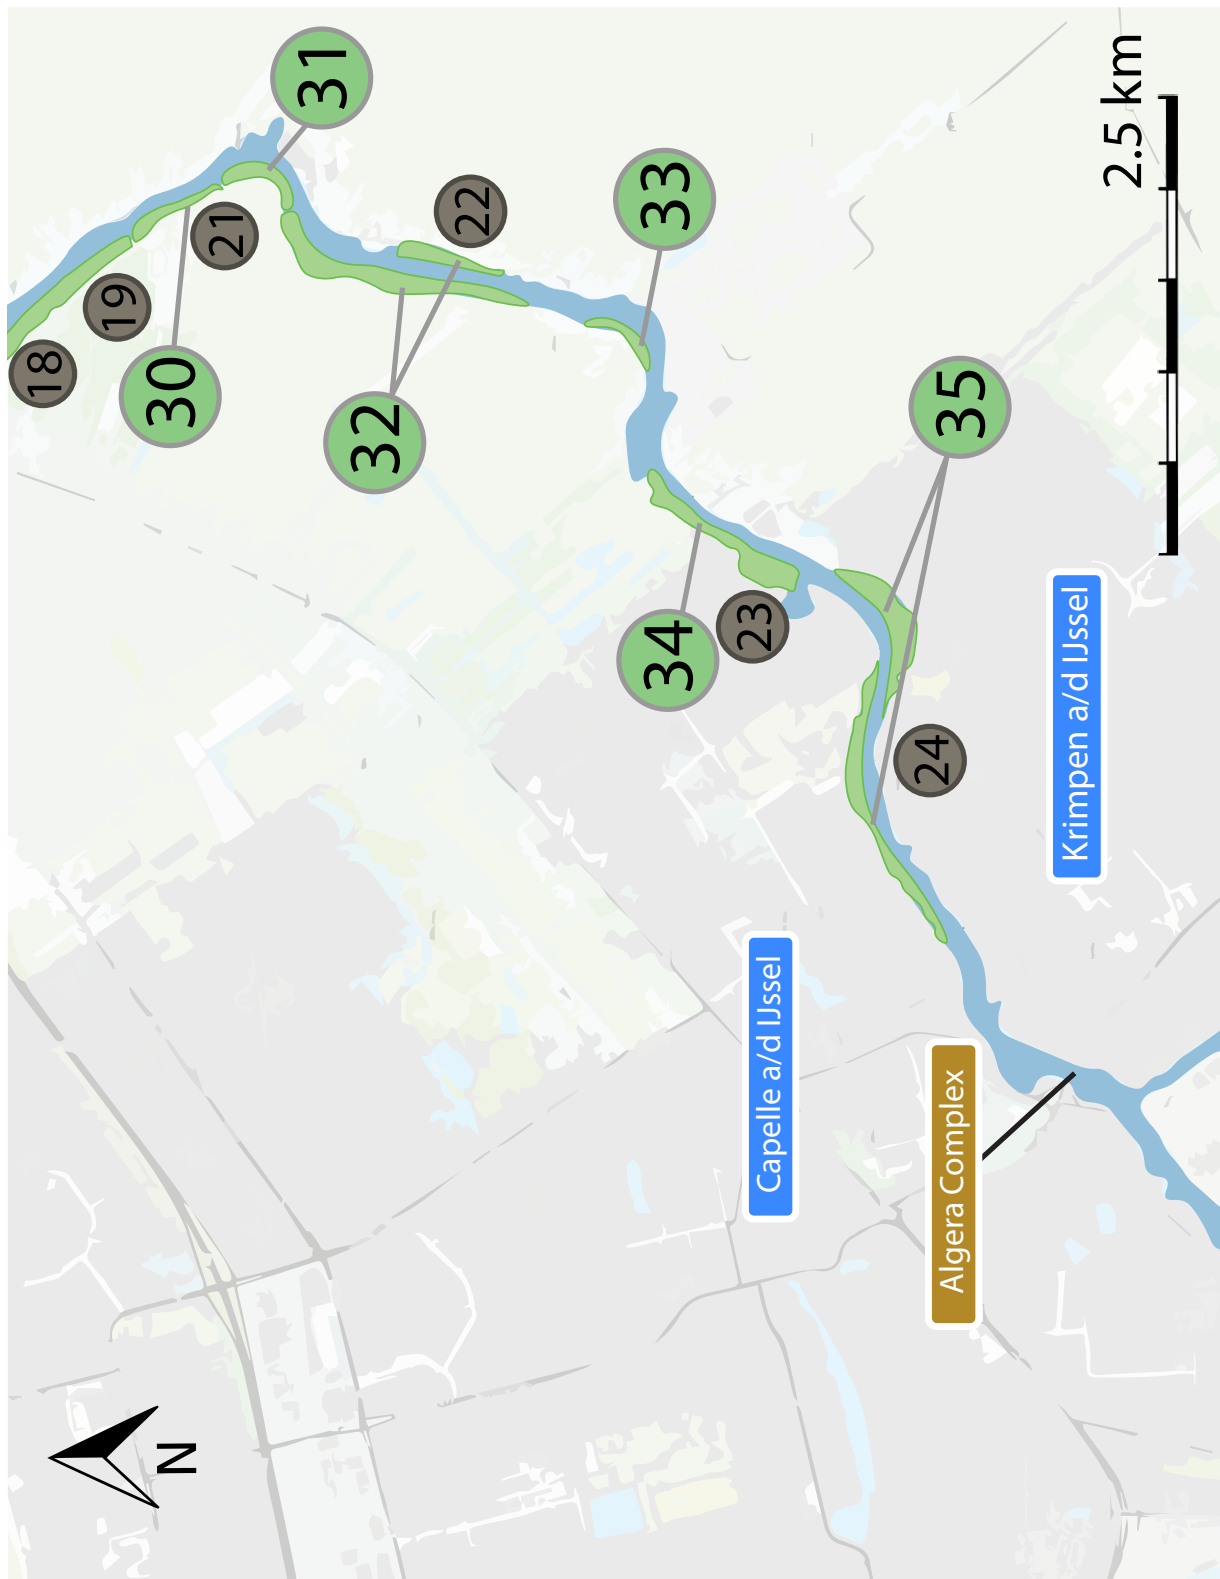 18
19
N
30
21
31
32
22
34
33
Capelle a/d IJssel
23
Algera Complex
24
35
Krimpen a/d IJssel
2.5 km